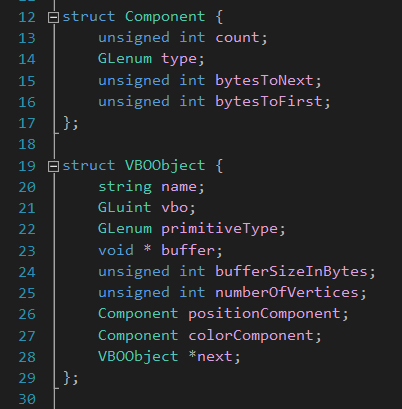 12 struct Component {
13 unsigned int count;
14 GLenum type;
15 unsigned int bytesToNext;
16 unsigned int bytesToFirst;
17 };
18
19 struct VBOObject {
20 string name;
21 GLuint vbo;
22 GLenum primitiveType;
23 void * buffer;
24 unsigned int bufferSizeInBytes;
25 unsigned int numberOfVertices;
26 Component positionComponent;
27 Component colorComponent;
28 VBOObject *next;
29 };
30